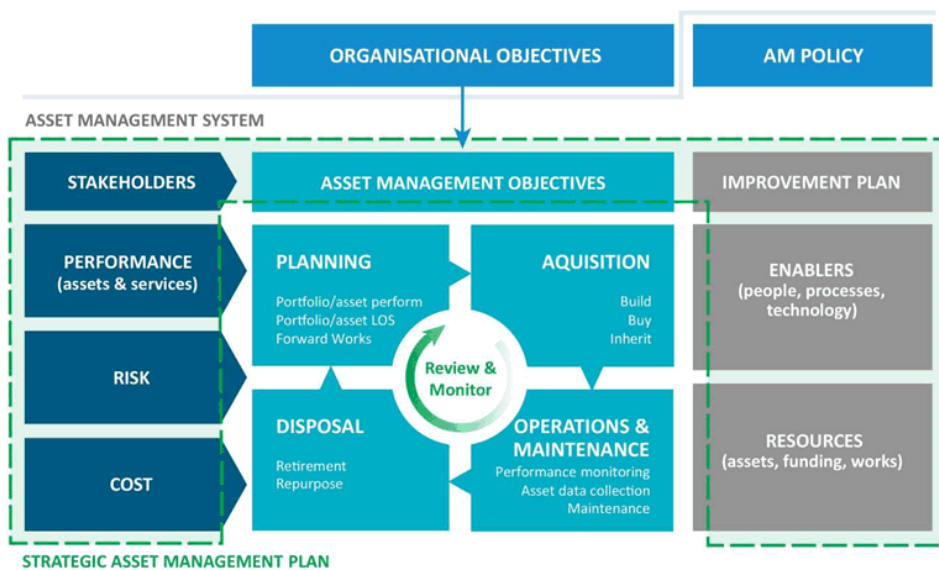 ORGANISATIONAL OBJECTIVES
AM POLICY
ASSET MANAGEMENT SYSTEM
STAKEHOLDERS
ASSET MANAGEMENT OBJECTIVES
IMPROVEMENT PLAN
PERFORMANCE
(assets & services)
RISK
COST
PLANNING
Portfolio/asset perform
Portfolio/asset LOS
Forward Works
AQUISITION
Build
Buy
Inherit
Review &
Monitor
DISPOSAL
Retirement
Repurpose
OPERATIONS &
MAINTENANCE
Performance monitoring
Asset data collection
Maintenance
ENABLERS
(people, processes,
technology)
RESOURCES
(assets, funding, works)
STRATEGIC ASSET MANAGEMENT PLAN